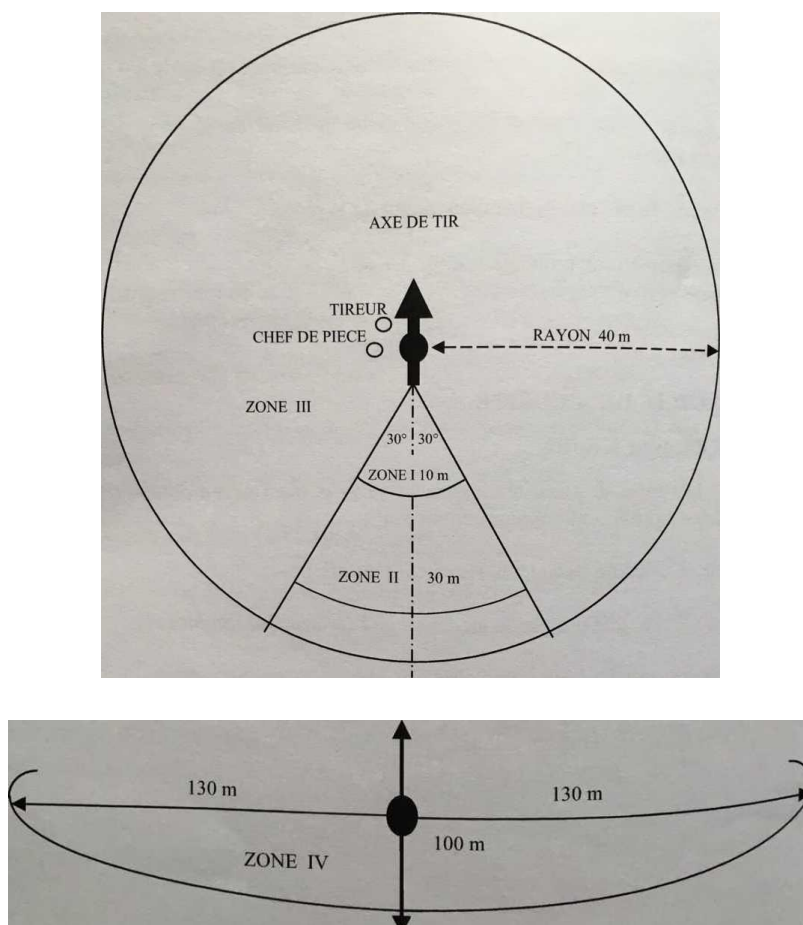 AXE DE TIR
TIREUR
CHEF DE PIECE
RAYON 40 m
ZONE III
30° 30°
ZONE I 10 m
ZONE II 30 m
130 m 130 m
100 m
ZONE IV